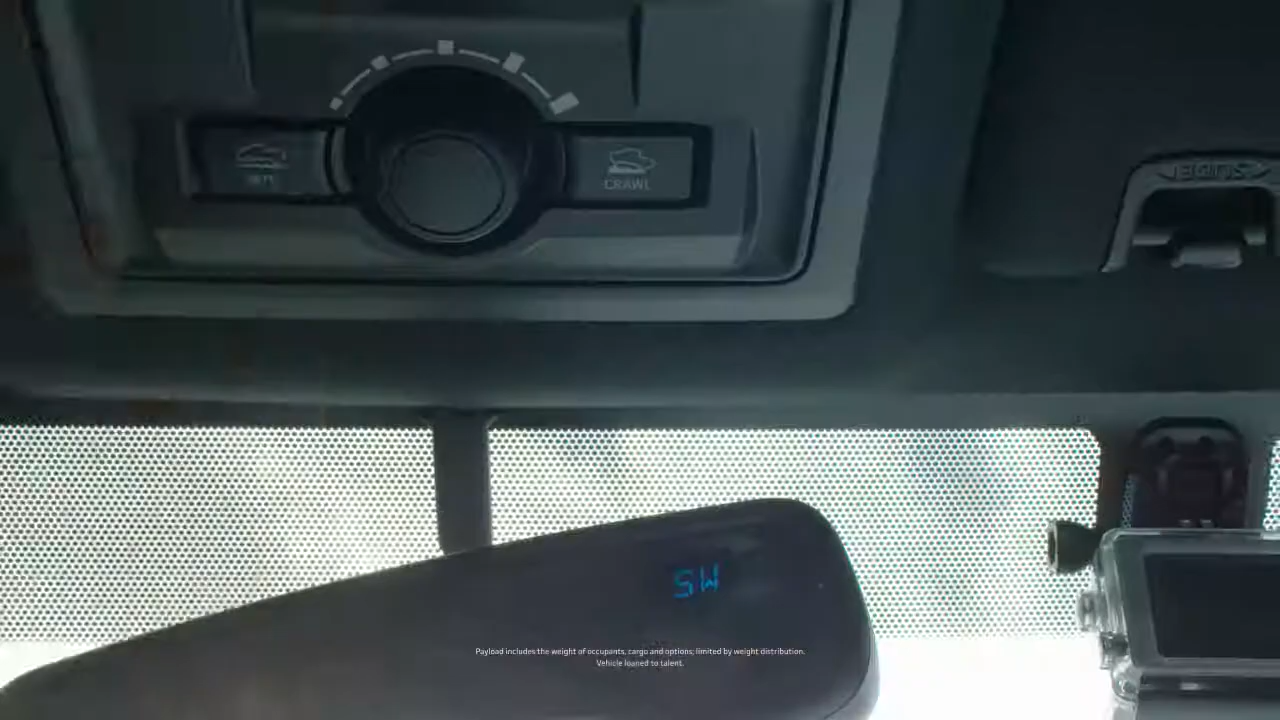 CRAWL
SW
Payload includes the weight of occupants, cargo and options; limited by weight distribution.
Vehicle loaned to talent.